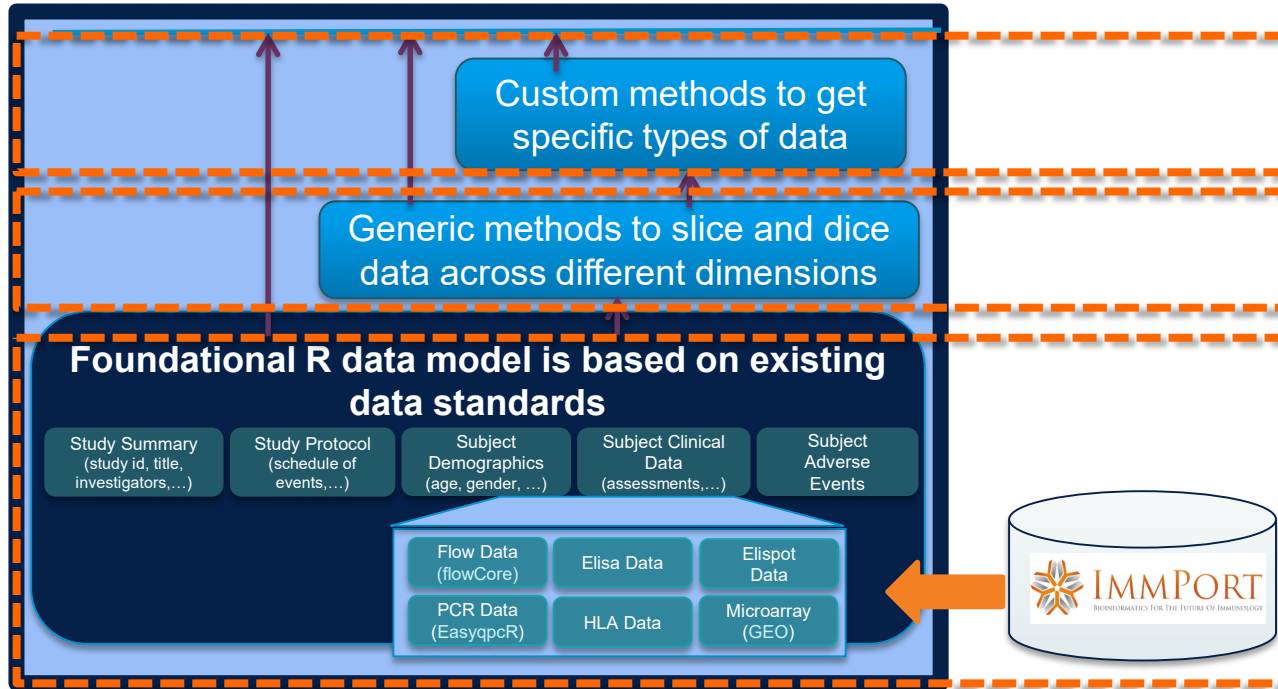 Custom methods to get
specific types of data
Generic methods to slice and dice
data across different dimensions
Foundational R data model is based on existing
data standards
Study Summary
(study id, title,
investigators,…)
Study Protocol
(schedule of
events,…)
Subject
Demographics
(age, gender, …)
Subject Clinical
Data
(assessments,…)
Subject
Adverse
Events
Flow Data
(flowCore)
Elisa Data
Elispot
Data
PCR Data
(EasyqpcR)
HLA Data
Microarray
(GEO)
IMMPORT
BIOINFORMATICS FOR THE FUTURE OF IMMUNOLOGY